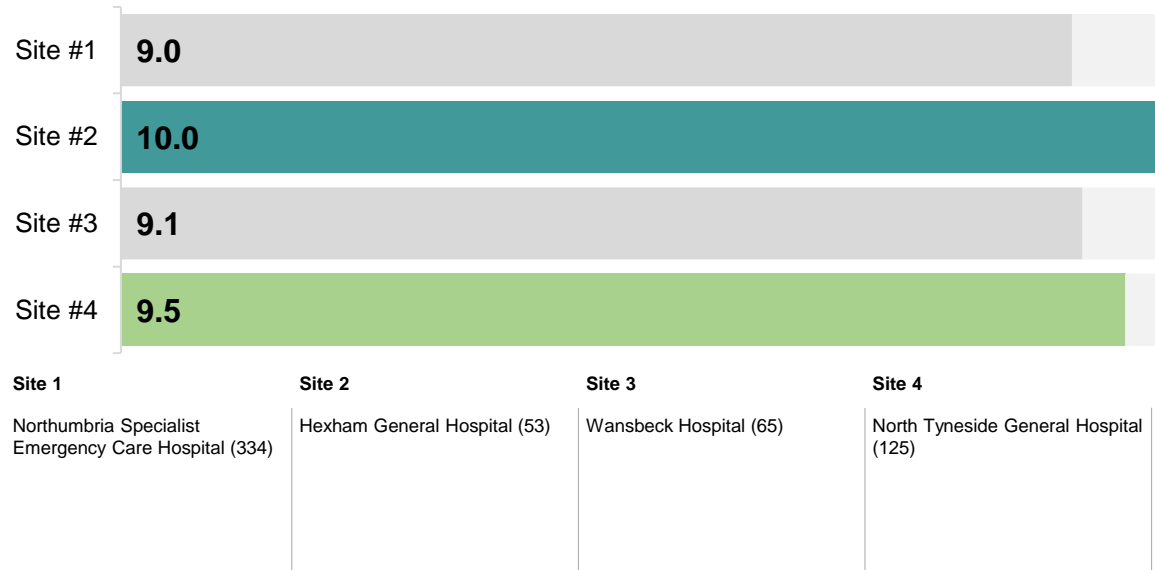 Site #1
9.0
Site #2
10.0
Site #3
9.1
Site #4
9.5
Site 1
Northumbria Specialist
Emergency Care Hospital (334)
Site 2
Hexham General Hospital (53)
Site 3
Wansbeck Hospital (65)
Site 4
North Tyneside General Hospital
(125)